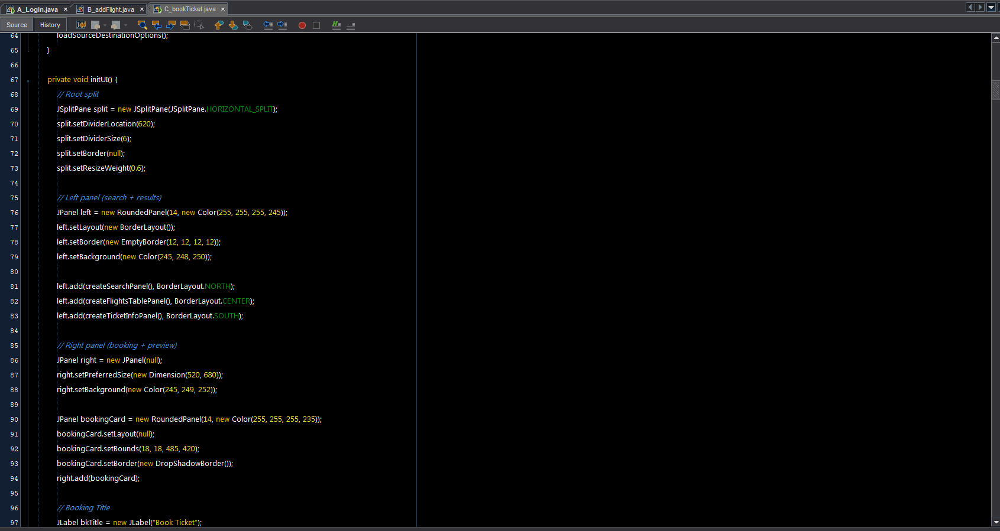 A_Login.java × B_addFlight.java × C_bookTicket.java ×
Source History
64 loadSourceDestinationOptions();
65 }
66
67 private void initUI() {
68 // Root split
69 JSplitPane split = new JSplitPane(JSplitPane.HORIZONTAL_SPLIT);
70 split.setDividerLocation(620);
71 split.setDividerSize(6);
72 split.setBorder(null);
73 split.setResizeWeight(0.6);
74
75 // Left panel (search + results)
76 JPanel left = new RoundedPanel(14, new Color(255, 255, 255, 245));
77 left.setLayout(new BorderLayout());
78 left.setBorder(new EmptyBorder(12, 12, 12, 12));
79 left.setBackground(new Color(245, 248, 250));
80
81 left.add(createSearchPanel(), BorderLayout.NORTH);
82 left.add(createFlightsTablePanel(), BorderLayout.CENTER);
83 left.add(createTicketInfoPanel(), BorderLayout.SOUTH);
84
85 // Right panel (booking + preview)
86 JPanel right = new JPanel(null);
87 right.setPreferredSize(new Dimension(520, 680));
88 right.setBackground(new Color(245, 249, 252));
89
90 JPanel bookingCard = new RoundedPanel(14, new Color(255, 255, 255, 235));
91 bookingCard.setLayout(null);
92 bookingCard.setBounds(18, 18, 485, 420);
93 bookingCard.setBorder(new DropShadowBorder());
94 right.add(bookingCard);
95
96 // Booking Title
97 JLabel bkTitle = new JLabel("Book Ticket");